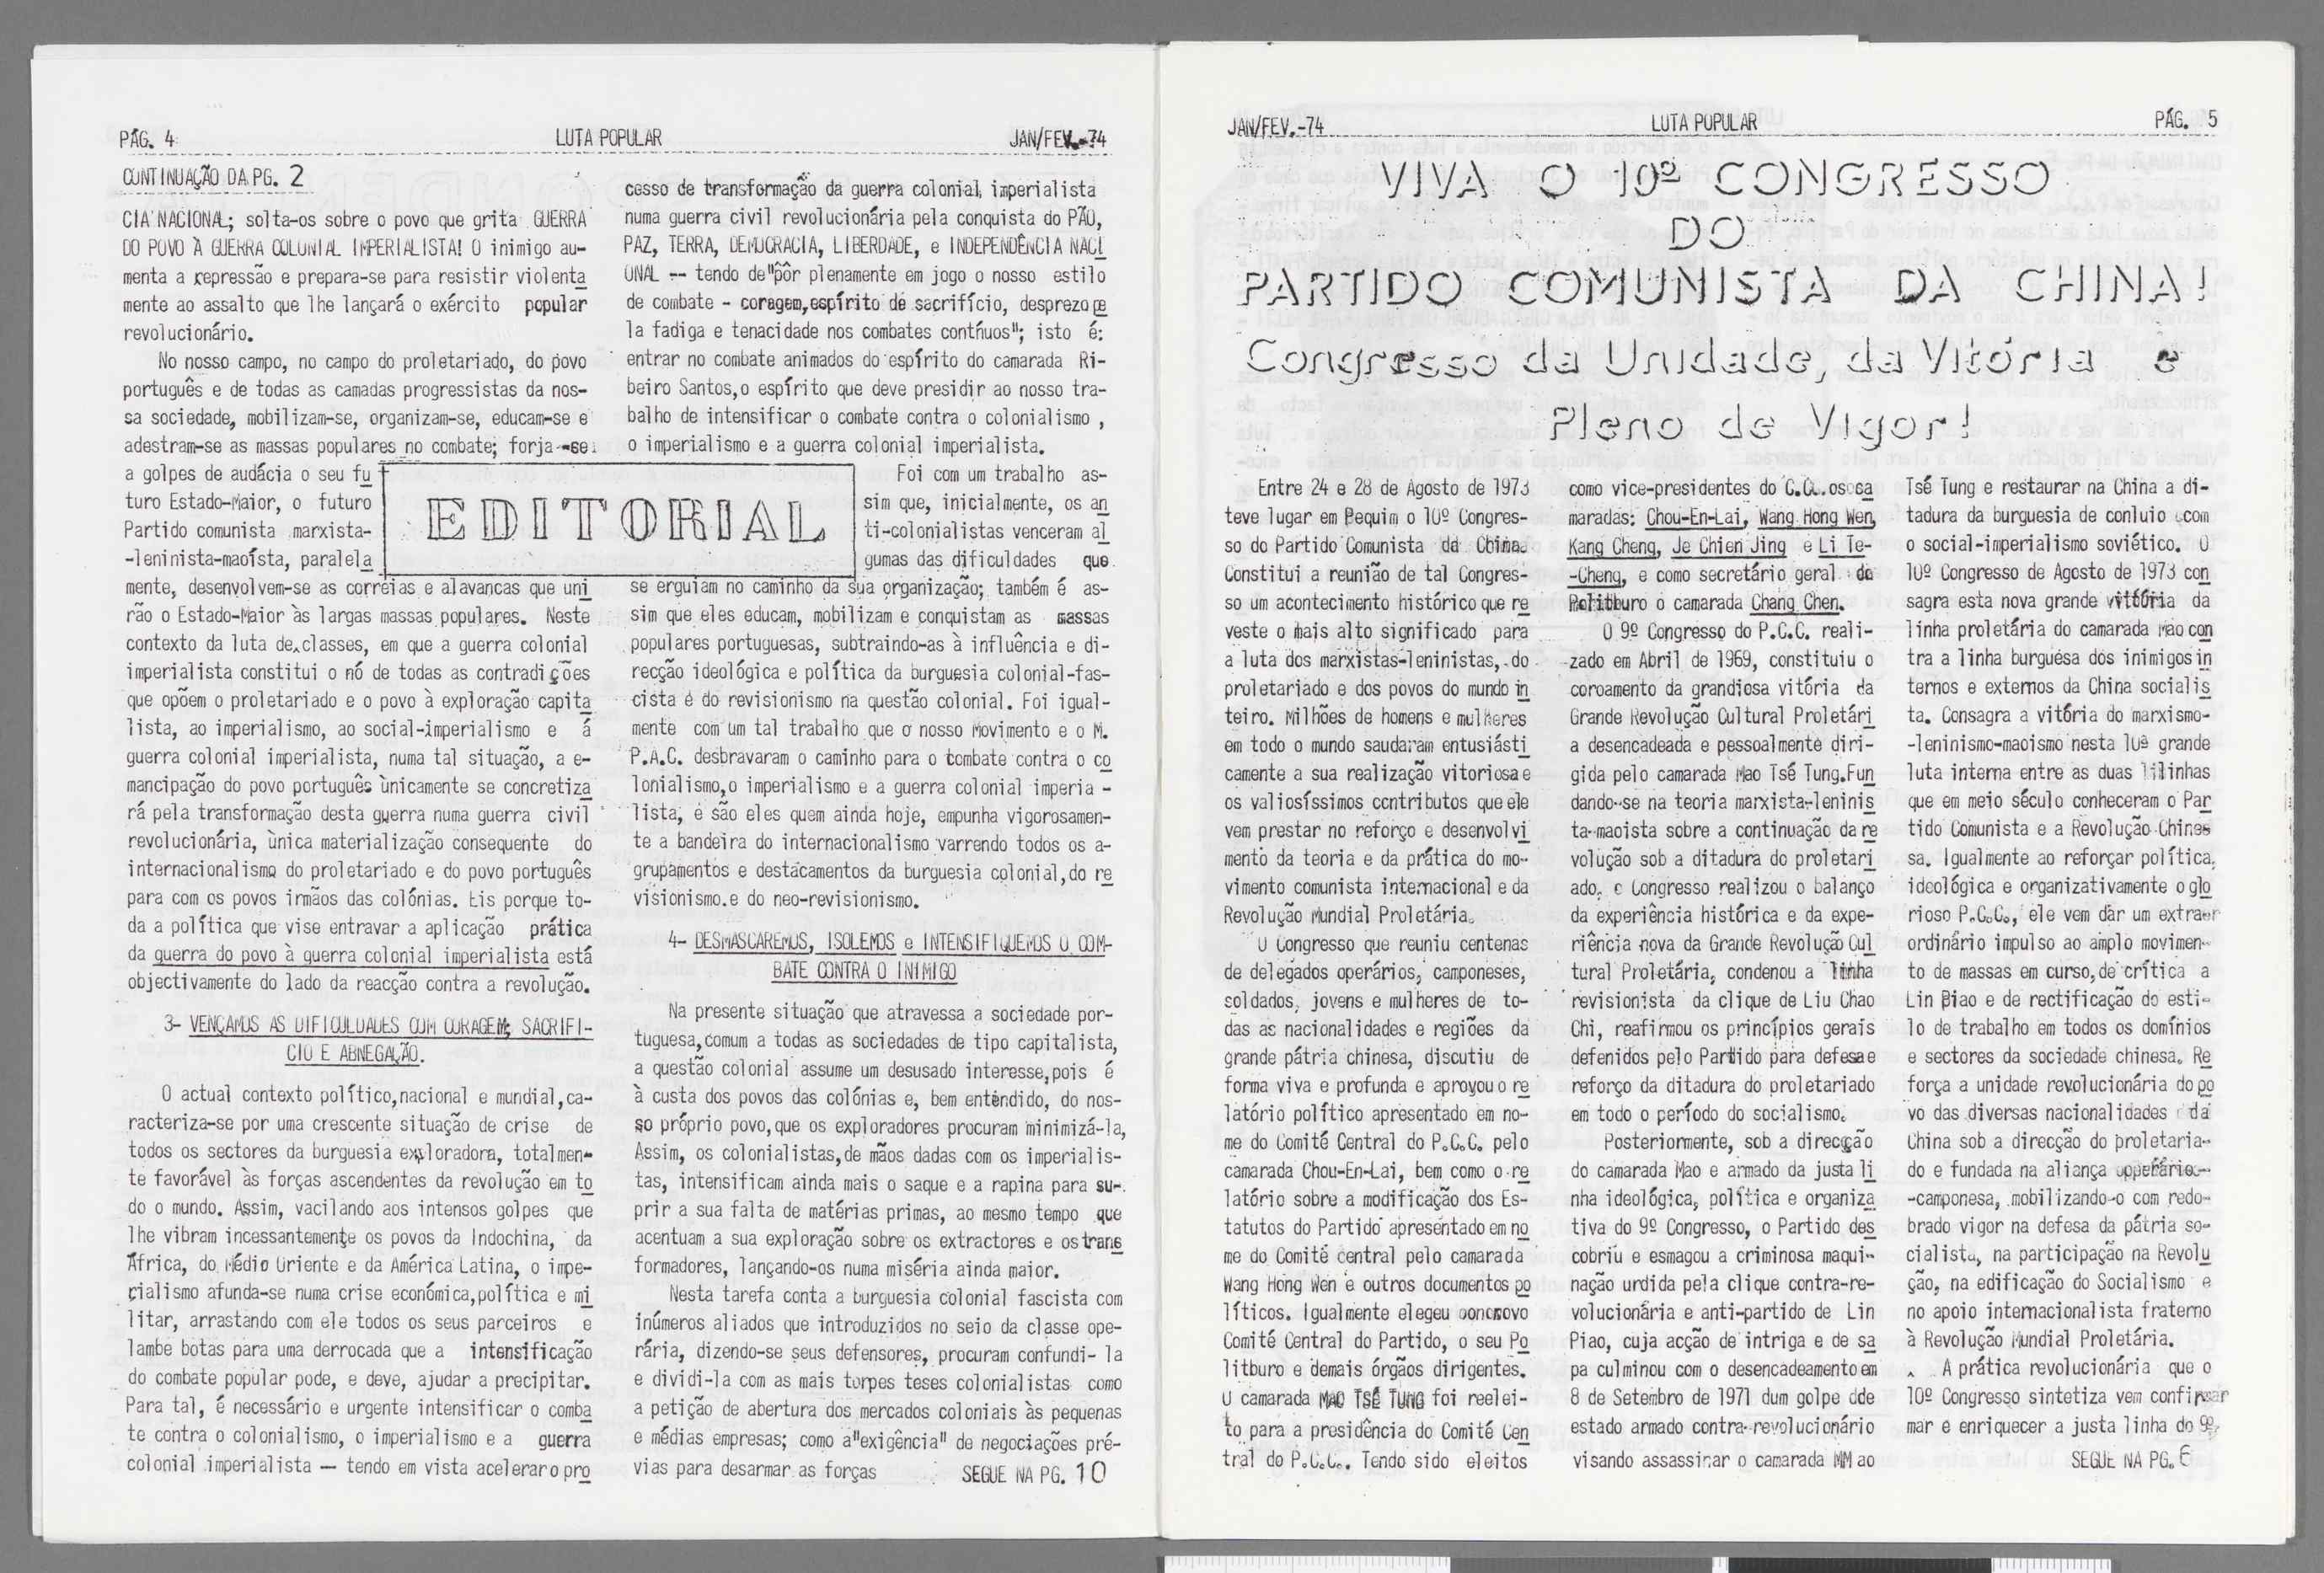 PÁG. 4
LUTA POPULAR
JAN/FEV.-74
CONTINUAÇÃO DA PG. 2
CIA NACIONAL; solta-os sobre o povo que grita GUERRA
DO POVO À GUERRA COLONIAL IMPERIALISTA! O inimigo au-
menta a repressão e prepara-se para resistir violenta
mente ao assalto que lhe lançará o exército popular
revolucionário.
No nosso campo, no campo do proletariado, do povo
português e de todas as camadas progressistas da nos-
sa sociedade, mobilizam-se, organizam-se, educam-se e
adestram-se as massas populares no combate; forja-se
a golpes de audácia o seu fu
turo Estado-Maior, o futuro
Partido comunista marxista-
-leninista-maoísta, paralela
mente, desenvolvem-se as correias e alavancas que uni
rão o Estado-Maior às largas massas populares. Neste
contexto da luta de classes, em que a guerra colonial
imperialista constitui o nó de todas as contradições
que opõem o proletariado e o povo à exploração capita
lista, ao imperialismo, ao social-imperialismo e á
guerra colonial imperialista, numa tal situação, a e-
mancipação do povo português ùnicamente se concretiza
rá pela transformação desta guerra numa guerra civil
revolucionária, ùnica materialização consequente do
internacionalismo do proletariado e do povo português
para com os povos irmãos das colónias. Eis porque to-
da a política que vise entravar a aplicação prática
da guerra do povo à guerra colonial imperialista está
objectivamente do lado da reacção contra a revolução.
3- VENÇAMOS AS DIFICULDADES COM CORAGEM, SACRIFI-
CIO E ABNEGAÇÃO.
O actual contexto político,nacional e mundial,ca-
racteriza-se por uma crescente situação de crise de
todos os sectores da burguesia exploradora, totalmen-
te favorável às forças ascendentes da revolução em to
do o mundo. Assim, vacilando aos intensos golpes que
lhe vibram incessantemente os povos da Indochina, da
África, do Médio Oriente e da América Latina, o impe-
rialismo afunda-se numa crise económica,política e mi
litar, arrastando com ele todos os seus parceiros e
lambe botas para uma derrocada que a intensificação
do combate popular pode, e deve, ajudar a precipitar.
Para tal, é necessário e urgente intensificar o comba
te contra o colonialismo, o imperialismo e a guerra
colonial imperialista — tendo em vista acelerar o pro
EDITORIAL
cesso de transformação da guerra colonial imperialista
numa guerra civil revolucionária pela conquista do PÃO,
PAZ, TERRA, DEMOCRACIA, LIBERDADE, e INDEPENDÊNCIA NACI
ONAL -- tendo de"pôr plenamente em jogo o nosso estilo
de combate - coragem,espírito de sacrifício, desprezo pe
la fadiga e tenacidade nos combates contńuos"; isto é:
entrar no combate animados do espírito do camarada Ri-
beiro Santos,o espírito que deve presidir ao nosso tra-
balho de intensificar o combate contra o colonialismo ,
o imperialismo e a guerra colonial imperialista.
Foi com um trabalho as-
sim que, inicialmente, os an
ti-colonialistas venceram al
gumas das dificuldades que
se erguiam no caminho da sua organização; também é as-
sim que eles educam, mobilizam e conquistam as massas
populares portuguesas, subtraindo-as à influência e di-
recção ideológica e política da burguesia colonial-fas-
cista e do revisionismo na questão colonial. Foi igual-
mente com um tal trabalho que o nosso Movimento e o M.
P.A.C. desbravaram o caminho para o combate contra o co
lonialismo,o imperialismo e a guerra colonial imperia -
lista, e são eles quem ainda hoje, empunha vigorosamen-
te a bandeira do internacionalismo varrendo todos os a-
grupamentos e destacamentos da burguesia colonial,do re
visionismo.e do neo-revisionismo.
4- DESMASCAREMOS, ISOLEMOS e INTENSIFIQUEMOS O COM-
BATE CONTRA O INIMIGO
Na presente situação que atravessa a sociedade por-
tuguesa,comum a todas as sociedades de tipo capitalista,
a questão colonial assume um desusado interesse,pois é
à custa dos povos das colónias e, bem entendido, do nos-
so próprio povo,que os exploradores procuram minimizá-la,
Assim, os colonialistas,de mãos dadas com os imperialis-
tas, intensificam ainda mais o saque e a rapina para su-
prir a sua falta de matérias primas, ao mesmo tempo que
acentuam a sua exploração sobre os extractores e os trans
formadores, lançando-os numa miséria ainda maior.
Nesta tarefa conta a burguesia colonial fascista com
inúmeros aliados que introduzidos no seio da classe ope-
rária, dizendo-se seus defensores, procuram confundi- la
e dividi-la com as mais torpes teses colonialistas como
a petição de abertura dos mercados coloniais às pequenas
e médias empresas; como a"exigência" de negociações pré-
vias para desarmar as forças
SEGUE NA PG. 10
JAN/FEV.-74
LUTA POPULAR
PÁG. 5
VIVA O 10º CONGRESSO
DO
PARTIDO COMUNISTA DA CHINA!
Congresso da Unidade, da Vitória e
Pleno de Vigor!
Entre 24 e 28 de Agosto de 1973
teve lugar em Pequim o 10º Congres-
so do Partido Comunista da China.
Constitui a reunião de tal Congres-
so um acontecimento histórico que re
veste o mais alto significado para
a luta dos marxistas-leninistas, do
proletariado e dos povos do mundo in
teiro. Milhões de homens e mulheres
em todo o mundo saudaram entusiásti
camente a sua realização vitoriosa e
os valiosíssimos contributos que ele
vem prestar no reforço e desenvolvi
mento da teoria e da prática do mo-
vimento comunista internacional e da
Revolução Mundial Proletária.
O Congresso que reuniu centenas
de delegados operários, camponeses,
soldados, jovens e mulheres de to-
das as nacionalidades e regiões da
grande pátria chinesa, discutiu de
forma viva e profunda e aprovou o re
latório político apresentado em no-
me do Comité Central do P.C.C. pelo
camarada Chou-En-Lai, bem como o re
latório sobre a modificação dos Es-
tatutos do Partido apresentado em no
me do Comité central pelo camarada
Wang Hong Wen e outros documentos po
líticos. Igualmente elegeu o novo
Comité Central do Partido, o seu Po
litburo e demais órgãos dirigentes.
O camarada MAO TSÉ TUNG foi reelei-
to para a presidência do Comité Cen
tral do P.C.C.. Tendo sido eleitos
como vice-presidentes do C.C. os ca
maradas: Chou-En-Lai, Wang Hong Wen,
Kang Cheng, Je Chien Jing e Li Te-
-Cheng, e como secretário geral do
Politburo o camarada Chang Chen.
O 9º Congresso do P.C.C. reali-
zado em Abril de 1969, constituiu o
coroamento da grandiosa vitória da
Grande Revolução Cultural Proletári
a desencadeada e pessoalmente diri-
gida pelo camarada Mao Tsé Tung.Fun
dando-se na teoria marxista-leninis
ta-maoista sobre a continuação da re
volução sob a ditadura do proletari
ado, o Congresso realizou o balanço
da experiência histórica e da expe-
riência nova da Grande Revolução Cul
tural Proletária, condenou a linha
revisionista da clique de Liu Chao
Chi, reafirmou os princípios gerais
defenidos pelo Partido para defesa e
reforço da ditadura do proletariado
em todo o período do socialismo.
Posteriormente, sob a direcção
do camarada Mao e armado da justa li
nha ideológica, política e organiza
tiva do 9º Congresso, o Partido des
cobriu e esmagou a criminosa maqui-
nação urdida pela clique contra-re-
volucionária e anti-partido de Lin
Piao, cuja acção de intriga e de sa
pa culminou com o desencadeamento em
8 de Setembro de 1971 dum golpe dde
estado armado contra-revolucionário
visando assassinar o camarada MMao
Tsé Tung e restaurar na China a di-
tadura da burguesia de conluio com
o social-imperialismo soviético. O
10º Congresso de Agosto de 1973 con
sagra esta nova grande vitória da
linha proletária do camarada Mao con
tra a linha burguesa dos inimigos in
ternos e externos da China socialis
ta. Consagra a vitória do marxismo-
-leninismo-maoismo nesta 10ª grande
luta interna entre as duas lilinhas
que em meio século conheceram o Par
tido Comunista e a Revolução Chines
sa. Igualmente ao reforçar política,
ideológica e organizativamente o glo
rioso P.C.C., ele vem dar um extraor
ordinário impulso ao amplo movimen-
to de massas em curso,de crítica a
Lin Biao e de rectificação do esti-
lo de trabalho em todos os domínios
e sectores da sociedade chinesa. Re
força a unidade revolucionária do po
vo das diversas nacionalidades da
China sob a direcção do proletaria-
do e fundada na aliança operário-
-camponesa, mobilizando-o com redo-
brado vigor na defesa da pátria so-
cialista, na participação na Revolu
ção, na edificação do Socialismo e
no apoio internacionalista fraterno
à Revolução Mundial Proletária.
A prática revolucionária que o
10º Congresso sintetiza vem confirmar
mar e enriquecer a justa linha do 9º
SEGUE NA PG. 6